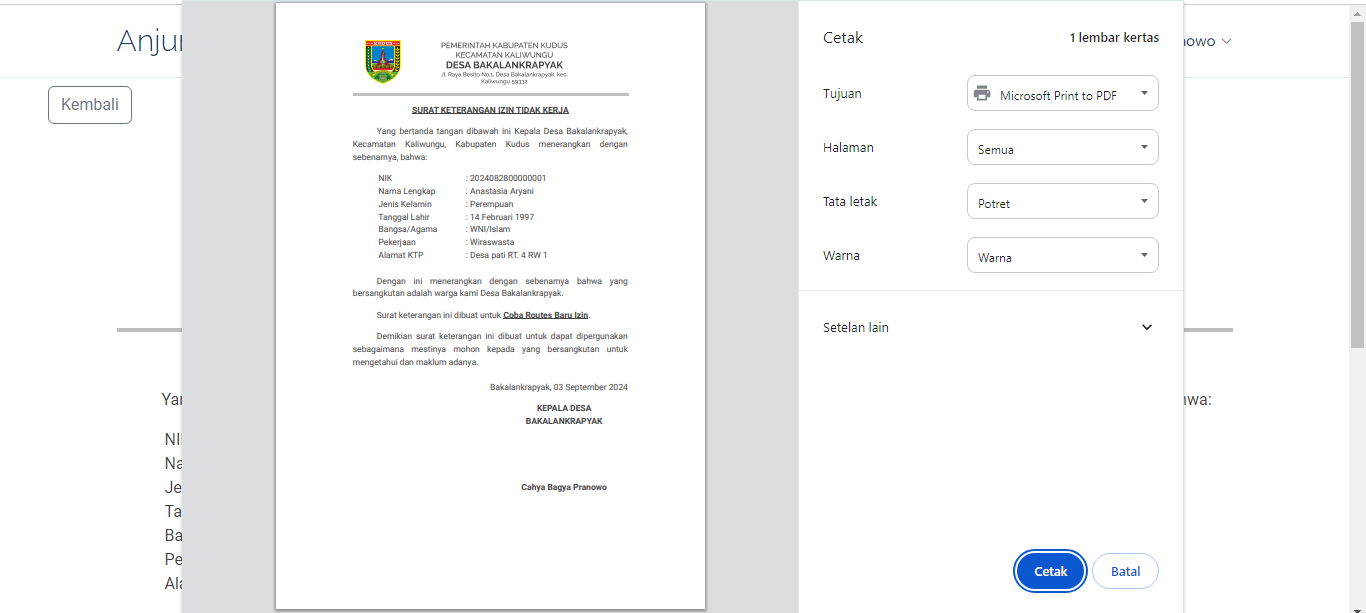 Anjun
nowo
Kembali
Yan
NI
Na
Je
Ta
Ba
Pe
Ala
hwa:
PEMERINTAH KABUPATEN KUDUS
KECAMATAN KALIWUNGU
DESA BAKALANKRAPYAK
Jl. Raya Besito No.1, Desa Bakalankrapyak, kec.
Kaliwungu 59332
SURAT KETERANGAN IZIN TIDAK KERJA
Yang bertanda tangan dibawah ini Kepala Desa Bakalankrapyak,
Kecamatan Kaliwungu, Kabupaten Kudus menerangkan dengan
sebenarnya, bahwa:
NIK : 2024082800000001
Nama Lengkap : Anastasia Aryani
Jenis Kelamin : Perempuan
Tanggal Lahir : 14 Februari 1997
Bangsa/Agama : WNI/Islam
Pekerjaan : Wiraswasta
Alamat KTP : Desa pati RT. 4 RW 1
Dengan ini menerangkan dengan sebenarnya bahwa yang
bersangkutan adalah warga kami Desa Bakalankrapyak.
Surat keterangan ini dibuat untuk Coba Routes Baru Izin.
Demikian surat keterangan ini dibuat untuk dapat dipergunakan
sebagaimana mestinya mohon kepada yang bersangkutan untuk
mengetahui dan maklum adanya.
Bakalankrapyak, 03 September 2024
KEPALA DESA
BAKALANKRAPYAK
Cahya Bagya Pranowo
Cetak 1 lembar kertas
Tujuan Microsoft Print to PDF
Halaman Semua
Tata letak Potret
Warna Warna
Setelan lain
Cetak Batal